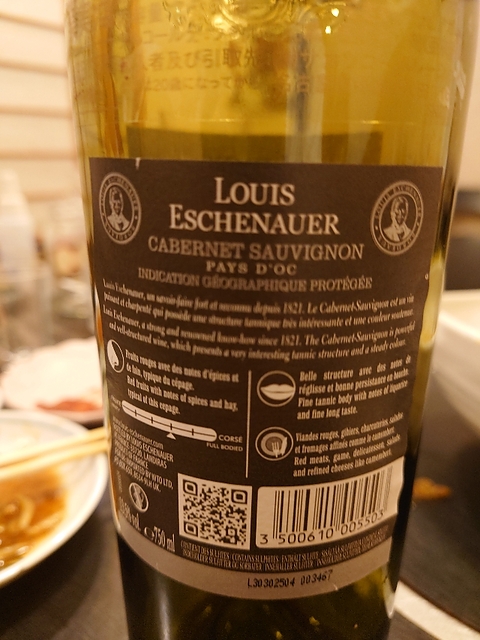 LOUIS
ESCHENAUER
CABERNET SAUVIGNON
PAYS D'OC
INDICATION GÉOGRAPHIQUE PROTÉGÉE
Louis Eschenauer, un savoir-faire fort et reconnu depuis 1821. Le Cabernet-Sauvignon est un vin
puissant et charpenté qui possède une structure tannique très intéressante et une couleur soutenue.
Louis Eschenauer, a strong and renowned know-how since 1821. The Cabernet-Sauvignon is powerful
and well-structured wine, which presents a very interesting tannic structure and a steady colour.
Fruits rouges avec des notes d'épices et
de foin, typique du cépage.
Red fruits with notes of spices and hay,
typical of this cepage.
Belle structure avec des notes de
réglisse et bonne persistance en bouche.
Fine tannic body with notes of liquorice
and fine long taste.
CORSÉ
FULL BODIED
Viandes rouges, gibiers, charcuteries, salades
et fromages affinés comme le camembert.
Red meats, game, delicatessen, salads
and refined cheeses like camembert.
750 ml
3 500610 005503
L30302504 003467